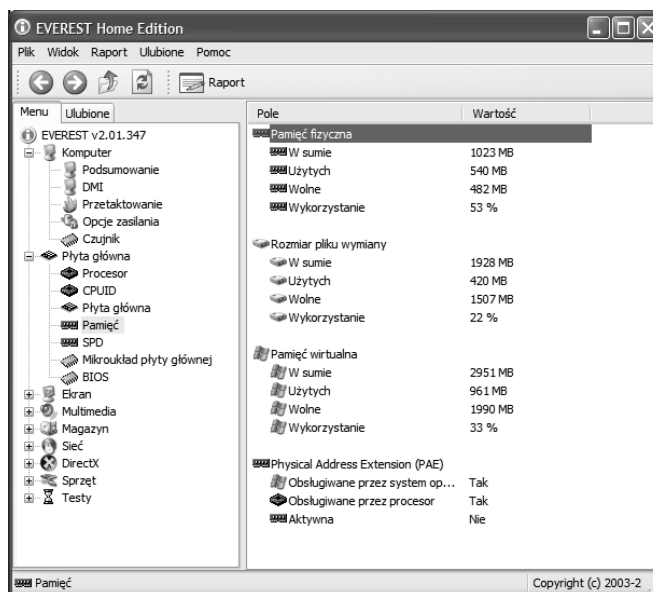 EVEREST Home Edition
Plik Widok Raport Ulubione Pomoc
Raport
Menu Ulubione
EVEREST v2.01.347
Komputer
Podsumowanie
DMI
Przetaktowanie
Opcje zasilania
Czujnik
Płyta główna
Procesor
CPUID
Płyta główna
Pamięć
SPD
Mikroukład płyty głównej
BIOS
Ekran
Multimedia
Magazyn
Sieć
DirectX
Sprzęt
Testy
Pole Wartość
Pamięć fizyczna
W sumie 1023 MB
Użytych 540 MB
Wolne 482 MB
Wykorzystanie 53 %
Rozmiar pliku wymiany
W sumie 1928 MB
Użytych 420 MB
Wolne 1507 MB
Wykorzystanie 22 %
Pamięć wirtualna
W sumie 2951 MB
Użytych 961 MB
Wolne 1990 MB
Wykorzystanie 33 %
Physical Address Extension (PAE)
Obsługiwane przez system op... Tak
Obsługiwane przez procesor Tak
Aktywna Nie
Pamięć Copyright (c) 2003-2